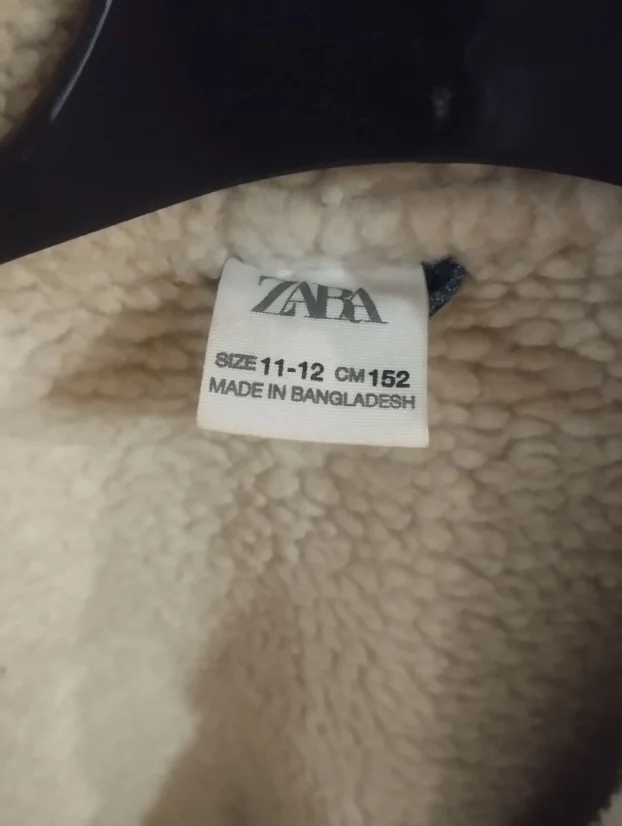 ZARA
SIZE 11-12 CM 152
MADE IN BANGLADESH